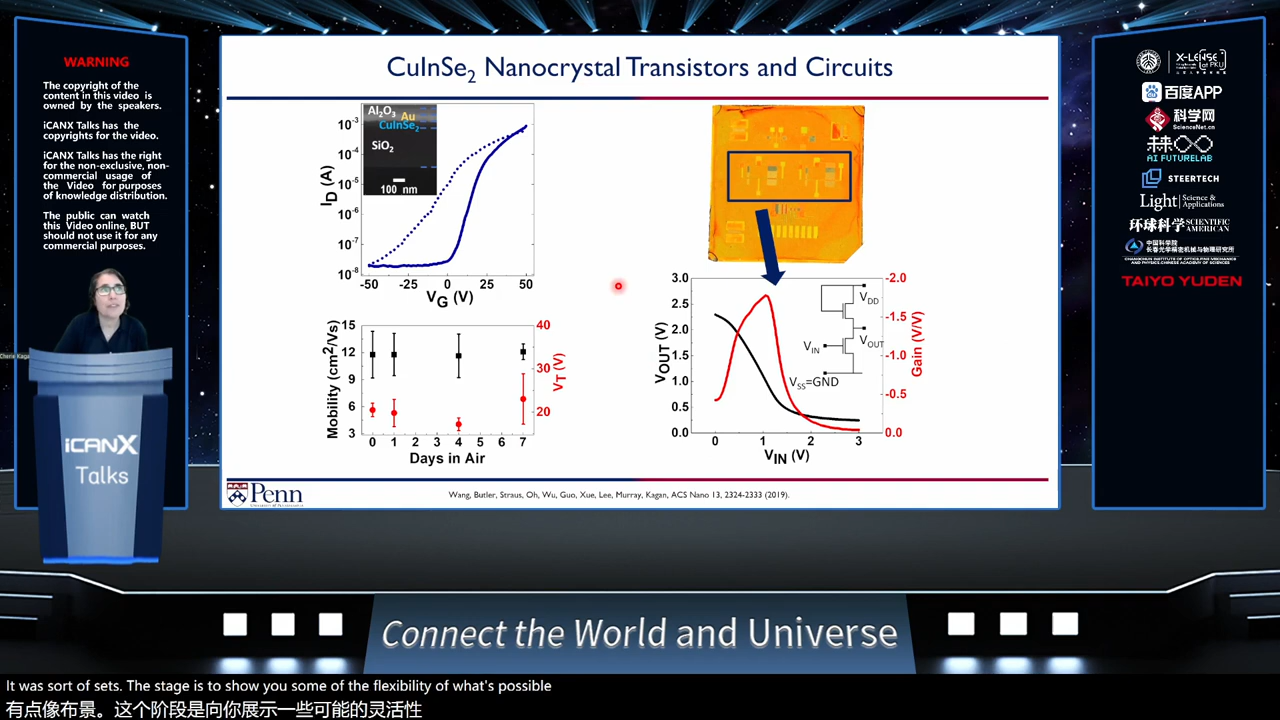 WARNING
The copyright of the
content in this video is
owned by the speakers.
iCANX Talks has the
copyrights for the video.
iCANX Talks has the right
for the non-exclusive, non-
commercial usage of
the Video for purposes
of knowledge distribution.
The public can watch
this Video online, BUT
should not use it for any
commercial purposes.
iCANX
Talks
CuInSe2 Nanocrystal Transistors and Circuits
Al2O3
Au
CuInSe2
SiO2
100 nm
10-3
10-4
10-5
10-6
10-7
10-8
ID (A)
-50 -25 0 25 50
VG (V)
15
12
9
6
3
Mobility (cm2/Vs)
40
30
20
VT (V)
0 1 2 3 4 5 6 7
Days in Air
3.0
2.5
2.0
1.5
1.0
0.5
0.0
VOUT (V)
-2.0
-1.5
-1.0
-0.5
0.0
Gain (V/V)
VDD
VIN
VOUT
VSS=GND
0 1 2 3
VIN (V)
Penn
Wang, Butler, Straus, Oh, Wu, Guo, Xue, Lee, Murray, Kagan, ACS Nano 13, 2324-2333 (2019).
X-LENSE
at PKU
百度APP
科学网
ScienceNet.cn
AI FUTURELAB
STEERTECH
Light Science & Applications
环球科学 SCIENTIFIC AMERICAN
中国科学院
长春光学精密机械与物理研究所
TAIYO YUDEN
Connect the World and Universe
It was sort of sets. The stage is to show you some of the flexibility of what's possible
有点像布景。这个阶段是向你展示一些可能的灵活性